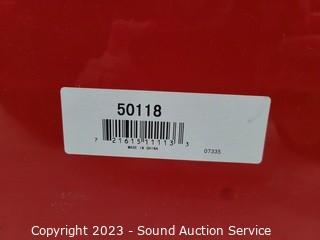 50118
7 21615 11113 3
MADE IN CHINA
07335
Copyright 2023 - Sound Auction Service